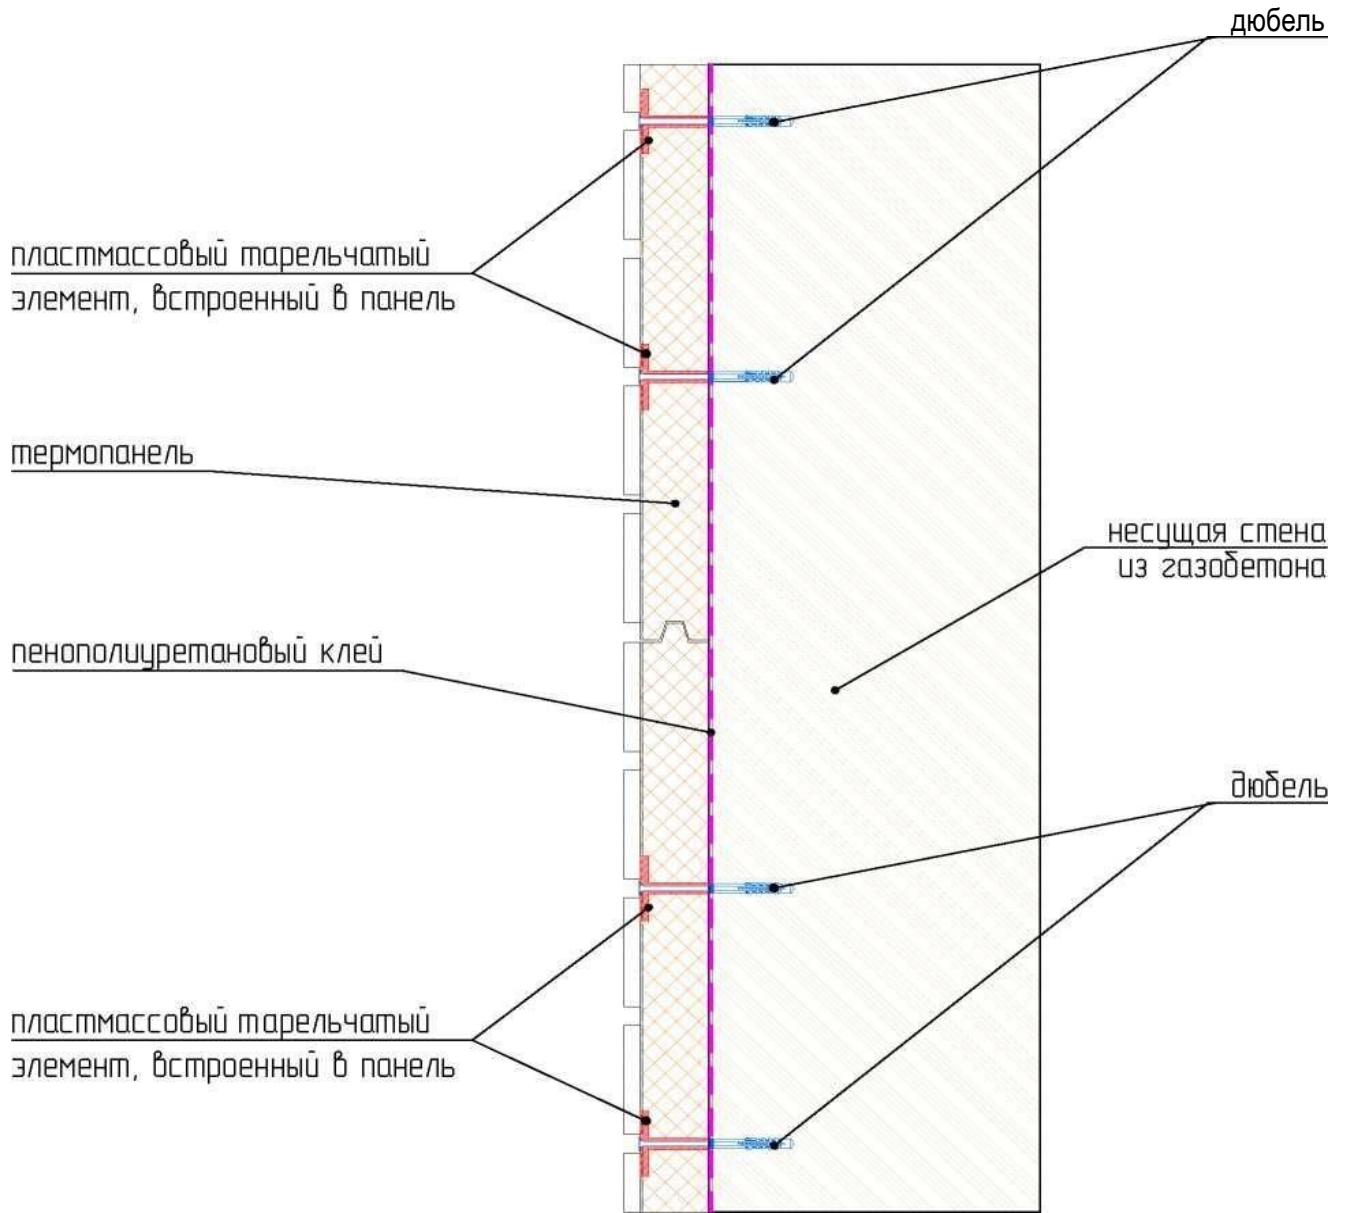 дюбель
пластмассовый тарельчатый
элемент, встроенный в панель
термопанель
несущая стена
из газобетона
пенополиуретановый клей
дюбель
пластмассовый тарельчатый
элемент, встроенный в панель